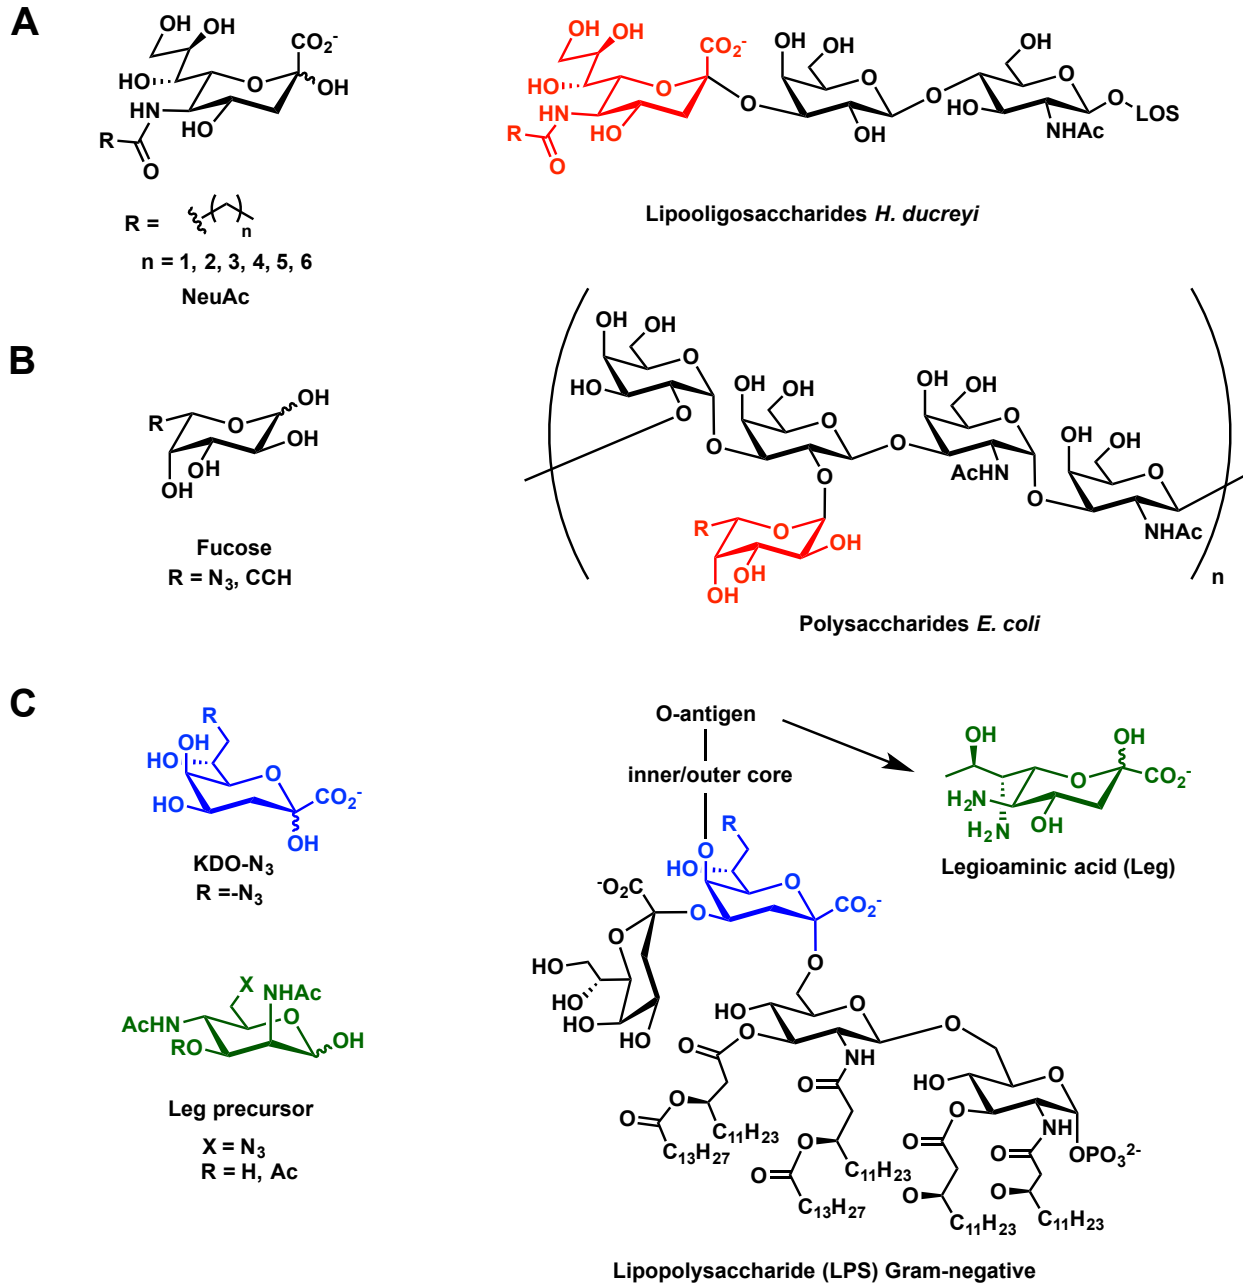 A
OH
OH
CO2-
HO
O
OH
HN
HO
R
O
R =
n
n = 1, 2, 3, 4, 5, 6
NeuAc
OH
OH
CO2-
HO
O
HN
HO
R
O
O
OH
OH
O
OH
O
OH
O
HO
NHAc
O
LOS
Lipooligosaccharides H. ducreyi
B
R
O
OH
OH
OH
OH
Fucose
R = N3, CCH
OH
OH
O
HO
O
O
OH
OH
O
O
O
OH
OH
O
AcHN
O
OH
OH
O
NHAc
R
O
OH
OH
OH
n
Polysaccharides E. coli
C
R
OH
HO
O
HO
CO2-
OH
KDO-N3
R =-N3
X
NHAc
AcHN
O
RO
OH
Leg precursor
X = N3
R = H, Ac
O-antigen
inner/outer core
OH
OH
O
CO2-
H2N
H2N
OH
Legioaminic acid (Leg)
R
O
HO
O
-O2C
O
CO2-
O
HO
HO
HO
HO
O
HO
O
O
O
NH
O
O
O
O
C11H23
C13H27
O
O
C11H23
C13H27
O
HO
O
O
NH
OPO32-
O
O
O
C11H23
O
C11H23
Lipopolysaccharide (LPS) Gram-negative